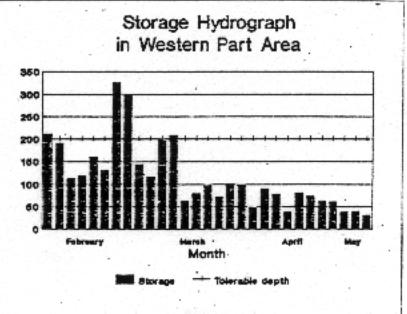 Storage Hydrograph
in Western Part Area
350
300
250
200
150
100
50
0
February March April May
Month
Storage Tolerable depth